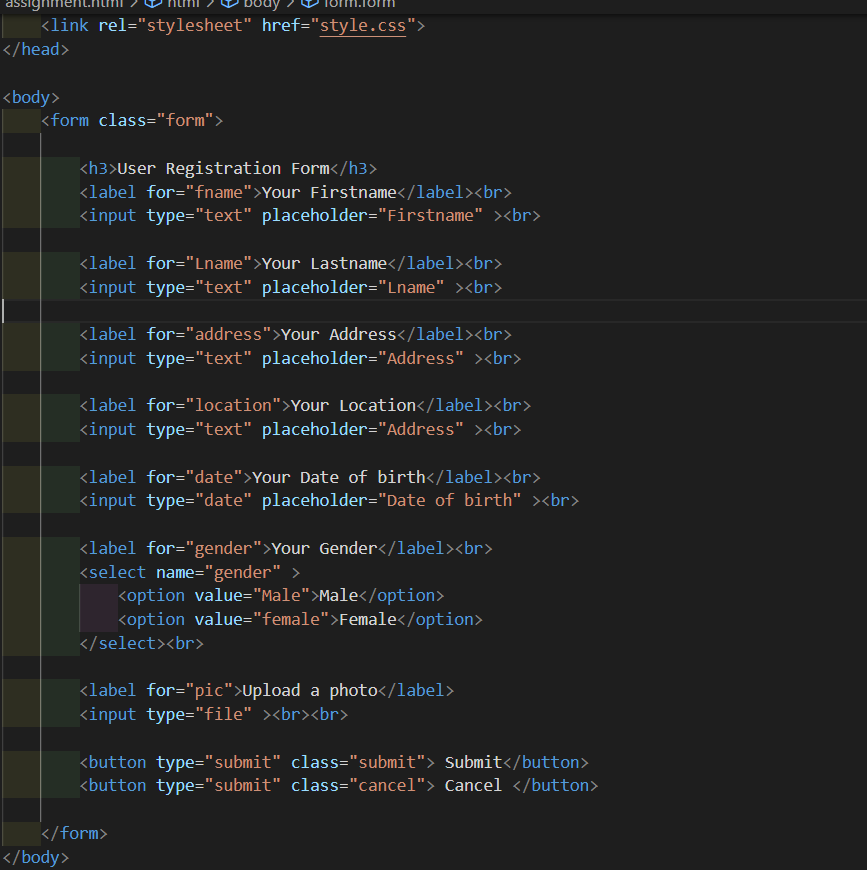 assignment.html > html > body > form.form
<link rel="stylesheet" href="style.css">
</head>
<body>
<form class="form">
<h3>User Registration Form</h3>
<label for="fname">Your Firstname</label><br>
<input type="text" placeholder="Firstname" ><br>
<label for="Lname">Your Lastname</label><br>
<input type="text" placeholder="Lname" ><br>
<label for="address">Your Address</label><br>
<input type="text" placeholder="Address" ><br>
<label for="location">Your Location</label><br>
<input type="text" placeholder="Address" ><br>
<label for="date">Your Date of birth</label><br>
<input type="date" placeholder="Date of birth" ><br>
<label for="gender">Your Gender</label><br>
<select name="gender" >
<option value="Male">Male</option>
<option value="female">Female</option>
</select><br>
<label for="pic">Upload a photo</label>
<input type="file" ><br><br>
<button type="submit" class="submit"> Submit</button>
<button type="submit" class="cancel"> Cancel </button>
</form>
</body>